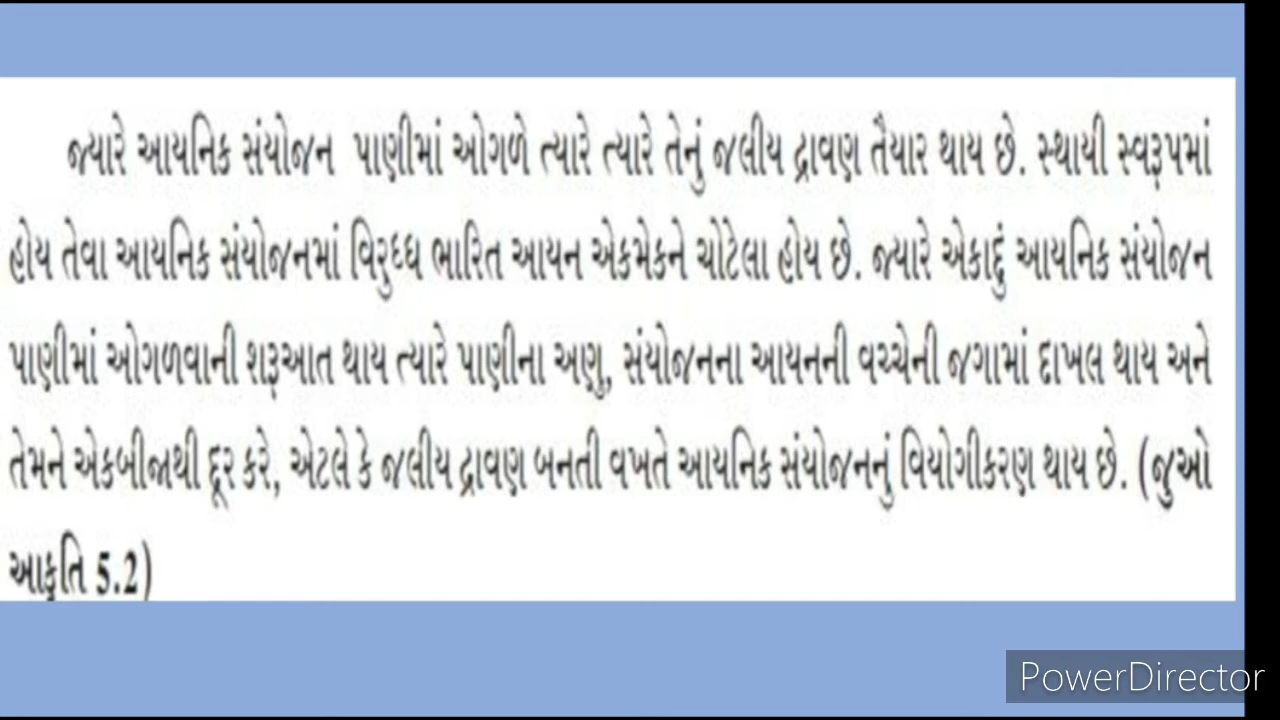 જ્યારે આયનિક સંયોજન પાણીમાં ઓગળે ત્યારે ત્યારે તેનું જલીય દ્રાવણ તૈયાર થાય છે. સ્થાયી સ્વરૂપમાં
હોય તેવા આયનિક સંયોજનમાં વિરુધ્ધ ભારિત આયન એકમેકને ચોટેલા હોય છે. જ્યારે એકાદું આયનિક સંયોજન
પાણીમાં ઓગળવાની શરૂઆત થાય ત્યારે પાણીના અણુ, સંયોજનના આયનની વચ્ચેની જગામાં દાખલ થાય અને
તેમને એકબીજાથી દૂર કરે, એટલે કે જલીય દ્રાવણ બનતી વખતે આયનિક સંયોજનનું વિયોગીકરણ થાય છે. (જુઓ
આકૃતિ 5.2)
PowerDirector